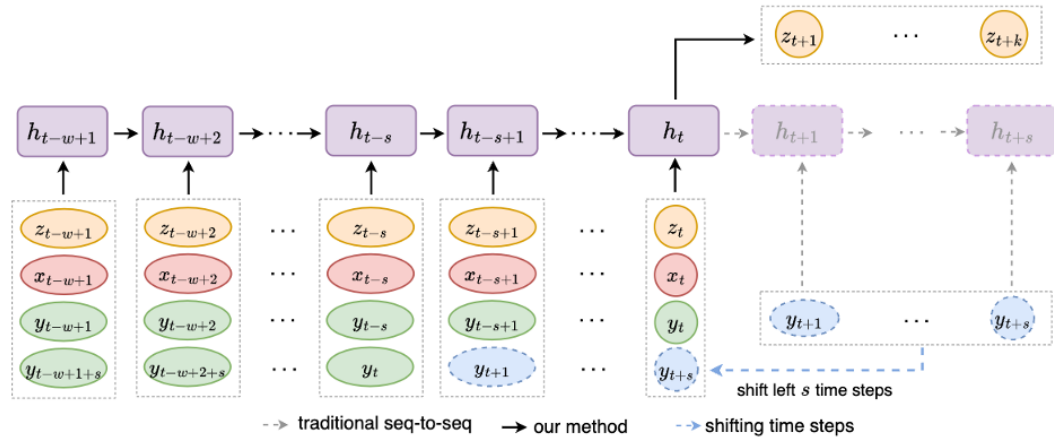 z_{t+1} ... z_{t+k}
h_{t-w+1} h_{t-w+2} ... h_{t-s} h_{t-s+1} ... h_t h_{t+1} ... h_{t+s}
z_{t-w+1} z_{t-w+2} ... z_{t-s} z_{t-s+1} ... z_t
x_{t-w+1} x_{t-w+2} ... x_{t-s} x_{t-s+1} ... x_t
y_{t-w+1} y_{t-w+2} ... y_{t-s} y_{t-s+1} ... y_t y_{t+1} ... y_{t+s}
y_{t-w+1+s} y_{t-w+2+s} ... y_t y_{t+1} ... y_{t+s}
shift left s time steps
traditional seq-to-seq our method shifting time steps